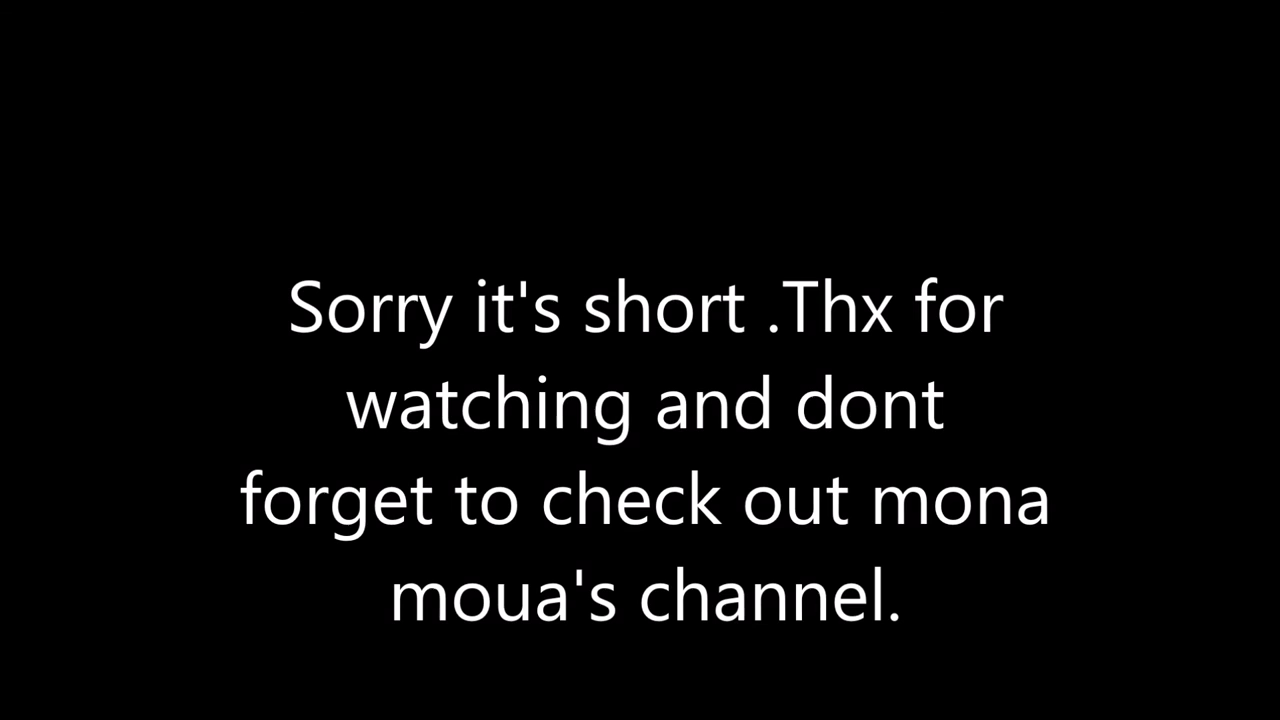 Sorry it's short .Thx for
watching and dont
forget to check out mona
moua's channel.